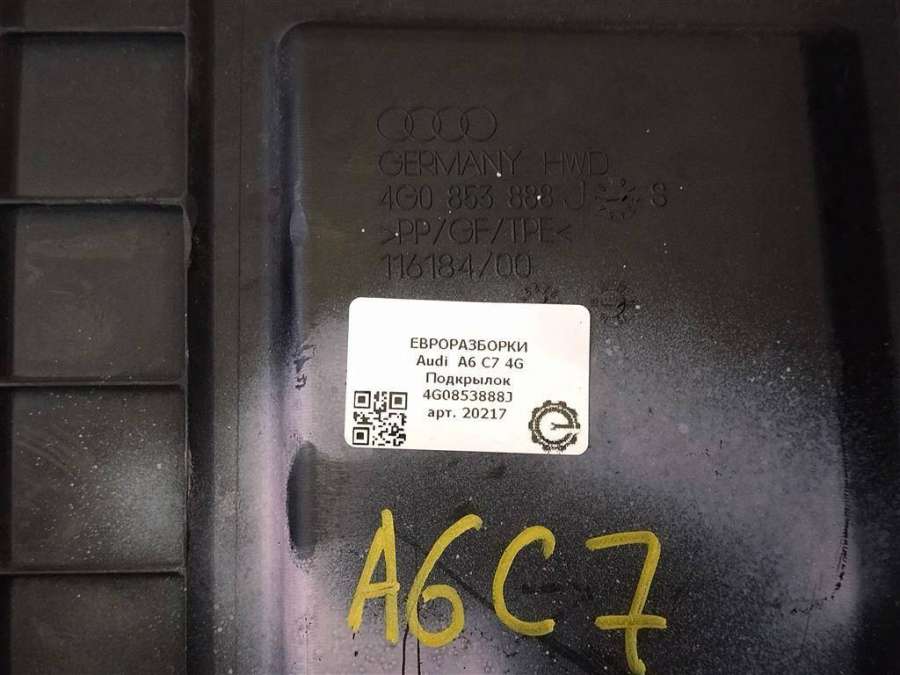 GERMANY HWD
4G0 853 888 J 8
>PP/GF/TPE<
116184/00
ЕВРОРАЗБОРКИ
Audi A6 C7 4G
Подкрылок
4G0853888J
арт. 20217
A6C7